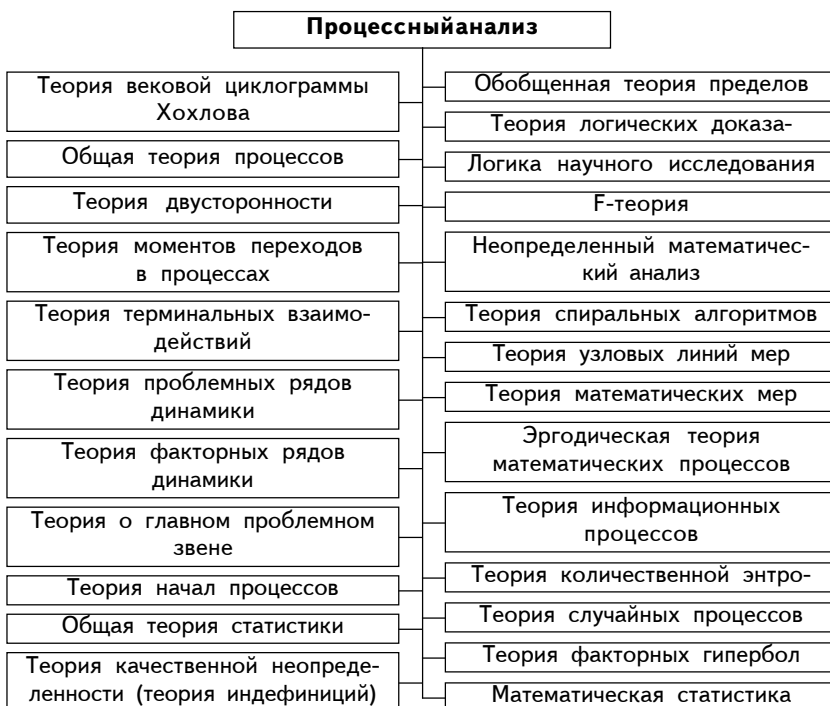 Процессныйанализ
Теория вековой циклограммы
Хохлова
Общая теория процессов
Теория двусторонности
Теория моментов переходов
в процессах
Теория терминальных взаимо-
действий
Теория проблемных рядов
динамики
Теория факторных рядов
динамики
Теория о главном проблемном
звене
Теория начал процессов
Общая теория статистики
Теория качественной неопреде-
ленности (теория индефиниций)
Обобщенная теория пределов
Теория логических доказа-
Логика научного исследования
F-теория
Неопределенный математичес-
кий анализ
Теория спиральных алгоритмов
Теория узловых линий мер
Теория математических мер
Эргодическая теория
математических процессов
Теория информационных
процессов
Теория количественной энтро-
Теория случайных процессов
Теория факторных гипербол
Математическая статистика